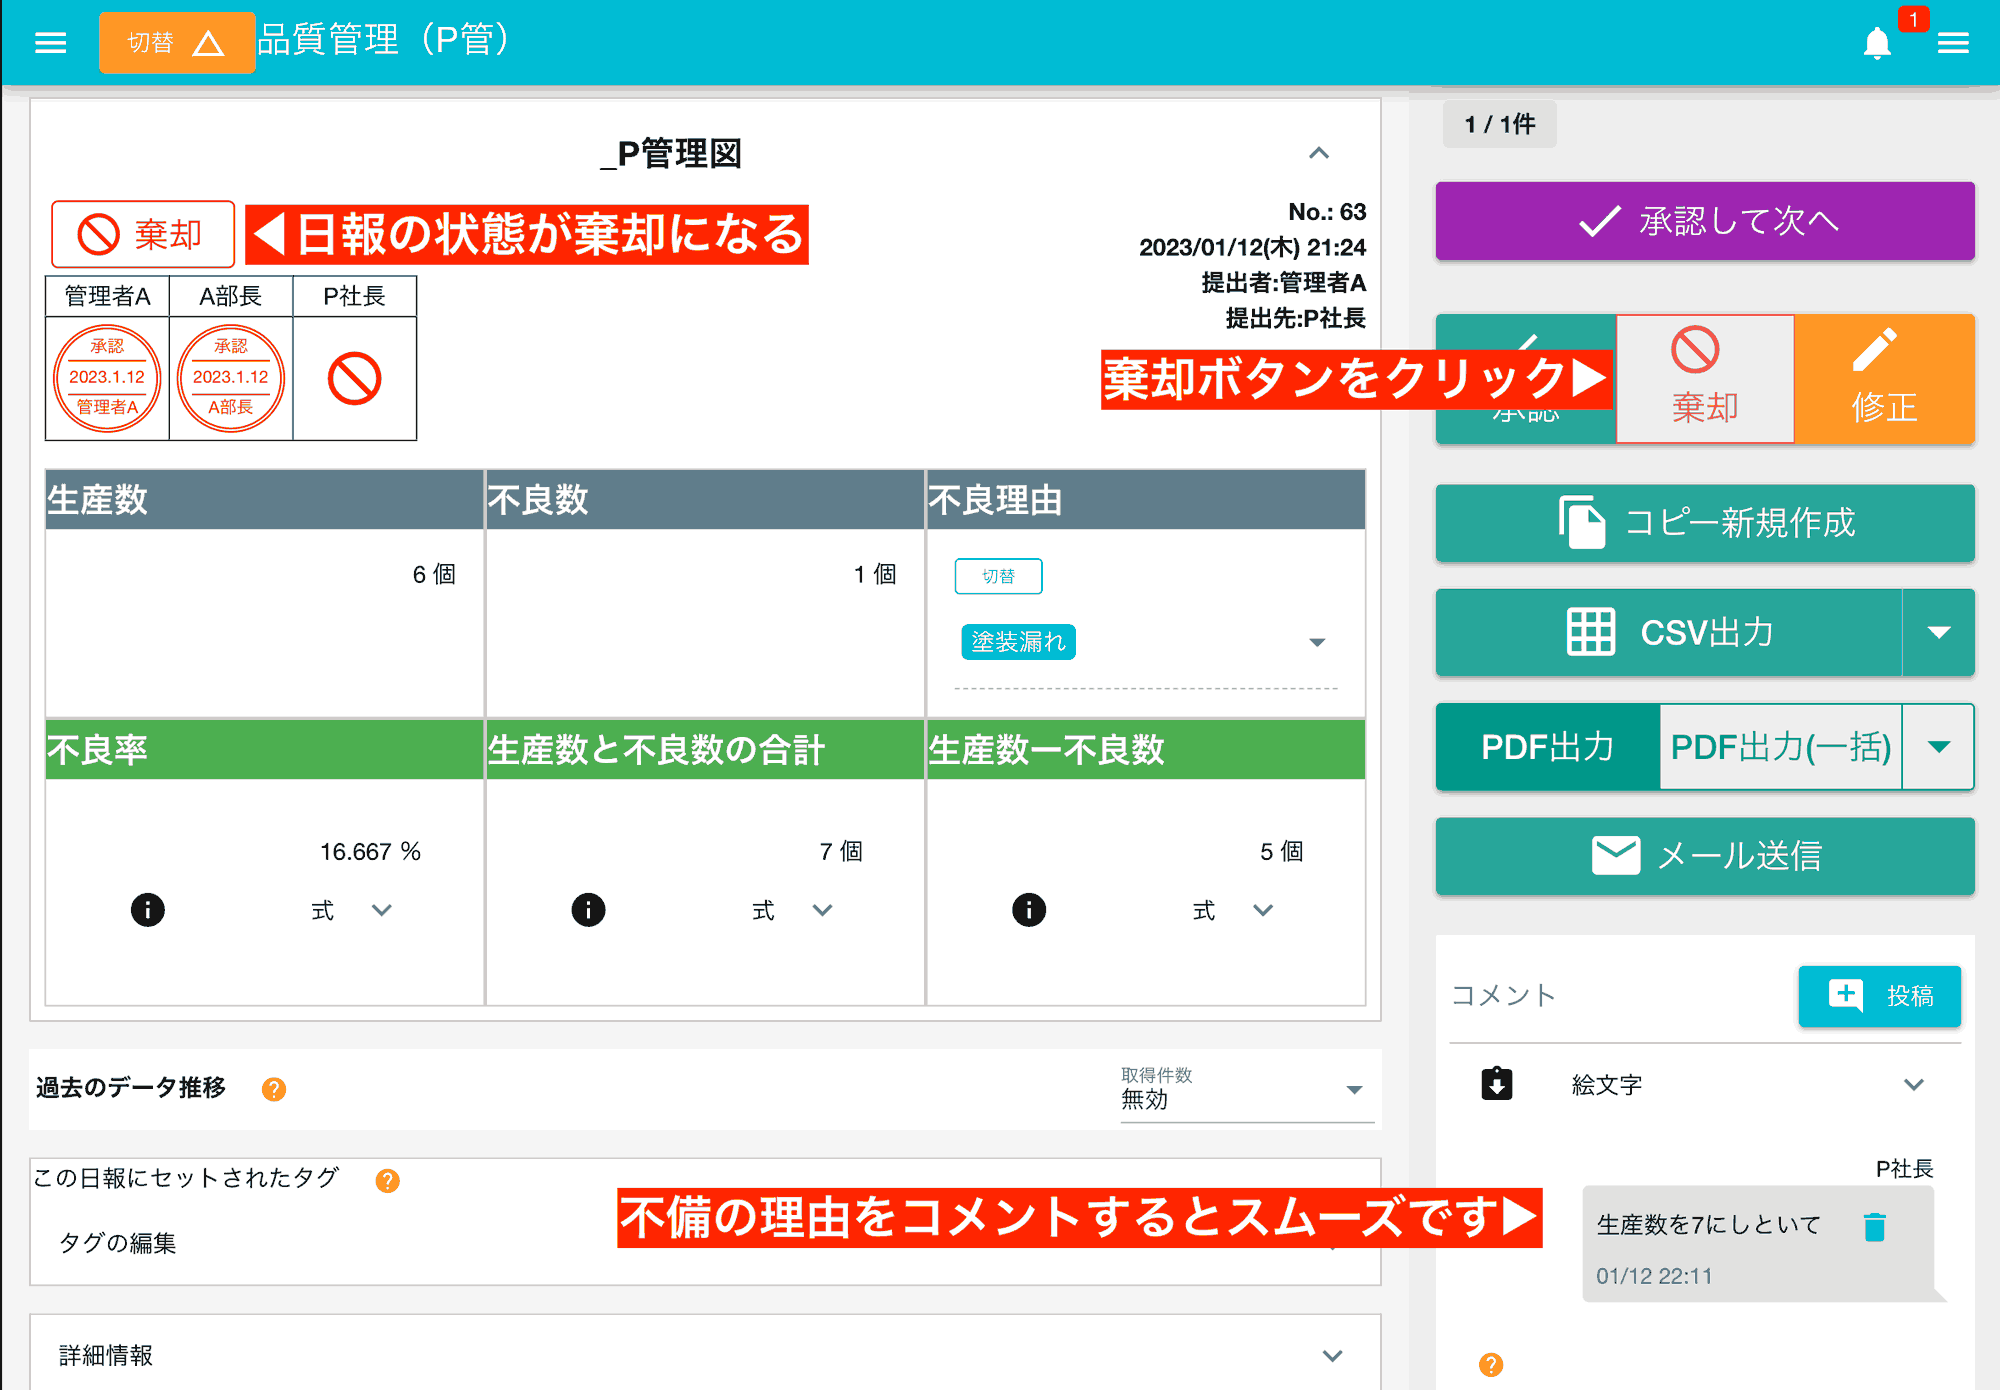 切替
品質管理（P管）
1
_P管理図
棄却
◀日報の状態が棄却になる
No.: 63
2023/01/12(木) 21:24
提出者:管理者A
提出先:P社長
管理者A A部長 P社長
承認 2023.1.12 管理者A
承認 2023.1.12 A部長
生産数 不良数 不良理由
6 個 1 個
切替
塗装漏れ
不良率 生産数と不良数の合計 生産数ー不良数
16.667 % 7 個 5 個
式 式 式
過去のデータ推移 ?
取得件数
無効
この日報にセットされたタグ ?
タグの編集
詳細情報
1 / 1件
承認して次へ
棄却ボタンをクリック▶
承認 棄却 修正
コピー新規作成
CSV出力
PDF出力 PDF出力(一括)
メール送信
コメント 投稿
絵文字
P社長
不備の理由をコメントするとスムーズです▶
生産数を7にしといて
01/12 22:11
?